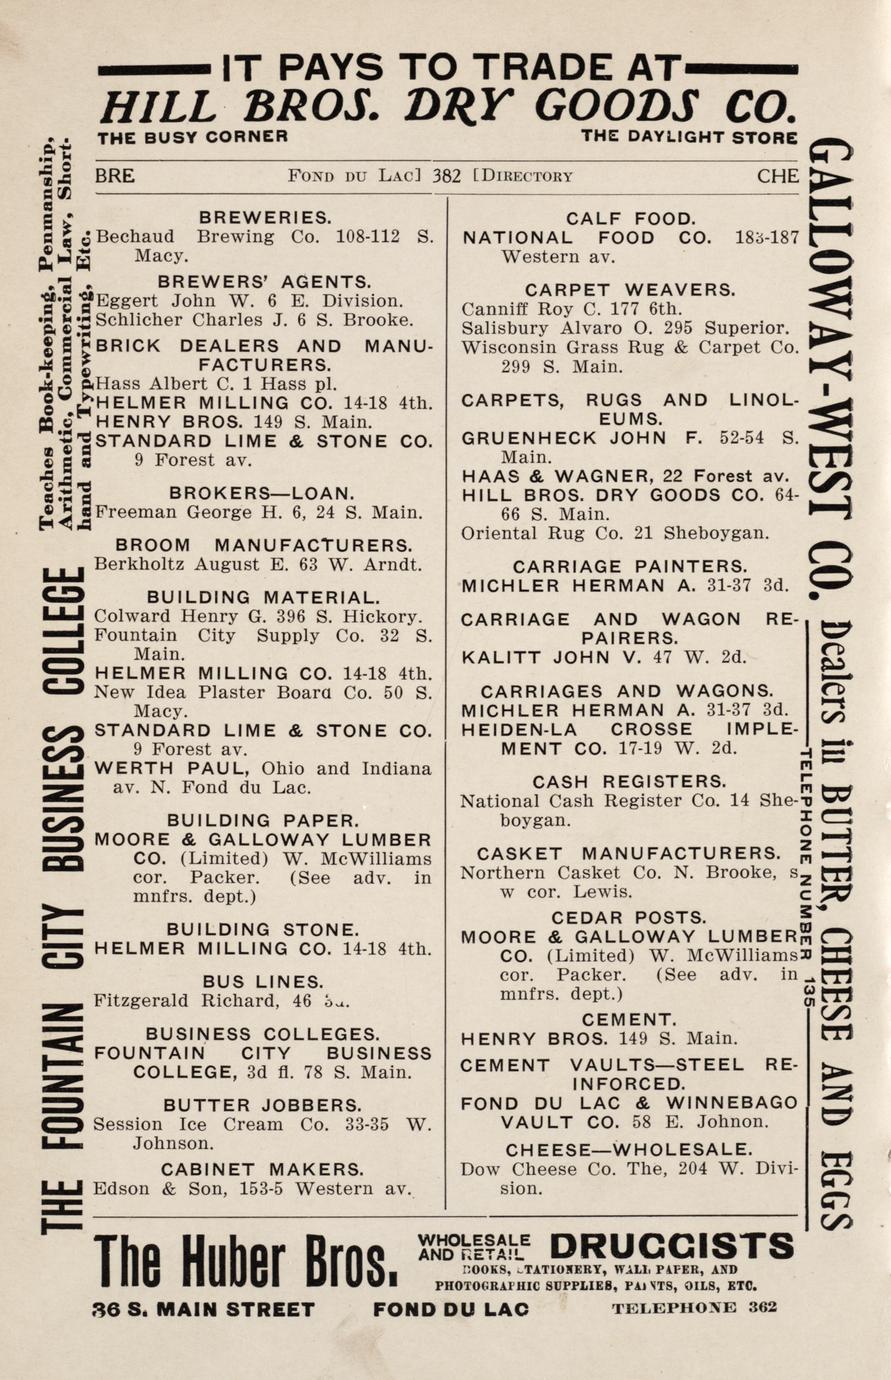 IT PAYS TO TRADE AT
HILL BROS. DRY GOODS CO.
THE BUSY CORNER THE DAYLIGHT STORE
BRE FOND DU LAC] 382 [DIRECTORY CHE
BREWERIES.
Bechaud Brewing Co. 108-112 S.
Macy.
BREWERS' AGENTS.
Eggert John W. 6 E. Division.
Schlicher Charles J. 6 S. Brooke.
BRICK DEALERS AND MANU-
FACTURERS.
Hass Albert C. 1 Hass pl.
HELMER MILLING CO. 14-18 4th.
HENRY BROS. 149 S. Main.
STANDARD LIME & STONE CO.
9 Forest av.
BROKERS—LOAN.
Freeman George H. 6, 24 S. Main.
BROOM MANUFACTURERS.
Berkholtz August E. 63 W. Arndt.
BUILDING MATERIAL.
Colward Henry G. 396 S. Hickory.
Fountain City Supply Co. 32 S.
Main.
HELMER MILLING CO. 14-18 4th.
New Idea Plaster Board Co. 50 S.
Macy.
STANDARD LIME & STONE CO.
9 Forest av.
WERTH PAUL, Ohio and Indiana
av. N. Fond du Lac.
BUILDING PAPER.
MOORE & GALLOWAY LUMBER
CO. (Limited) W. McWilliams
cor. Packer. (See adv. in
mnfrs. dept.)
BUILDING STONE.
HELMER MILLING CO. 14-18 4th.
BUS LINES.
Fitzgerald Richard, 46
BUSINESS COLLEGES.
FOUNTAIN CITY BUSINESS
COLLEGE, 3d fl. 78 S. Main.
BUTTER JOBBERS.
Session Ice Cream Co. 33-35 W.
Johnson.
CABINET MAKERS.
Edson & Son, 153-5 Western av.
CALF FOOD.
NATIONAL FOOD CO. 183-187
Western av.
CARPET WEAVERS.
Canniff Roy C. 177 6th.
Salisbury Alvaro O. 295 Superior.
Wisconsin Grass Rug & Carpet Co.
299 S. Main.
CARPETS, RUGS AND LINOL-
EUMS.
GRUENHECK JOHN F. 52-54 S.
Main.
HAAS & WAGNER, 22 Forest av.
HILL BROS. DRY GOODS CO. 64-
66 S. Main.
Oriental Rug Co. 21 Sheboygan.
CARRIAGE PAINTERS.
MICHLER HERMAN A. 31-37 3d.
CARRIAGE AND WAGON RE-
PAIRERS.
KALITT JOHN V. 47 W. 2d.
CARRIAGES AND WAGONS.
MICHLER HERMAN A. 31-37 3d.
HEIDEN-LA CROSSE IMPLE-
MENT CO. 17-19 W. 2d.
CASH REGISTERS.
National Cash Register Co. 14 She-
boygan.
CASKET MANUFACTURERS.
Northern Casket Co. N. Brooke, s
w cor. Lewis.
CEDAR POSTS.
MOORE & GALLOWAY LUMBER
CO. (Limited) W. McWilliams
cor. Packer. (See adv. in
mnfrs. dept.)
CEMENT.
HENRY BROS. 149 S. Main.
CEMENT VAULTS—STEEL RE-
INFORCED.
FOND DU LAC & WINNEBAGO
VAULT CO. 58 E. Johnon.
CHEESE—WHOLESALE.
Dow Cheese Co. The, 204 W. Divi-
sion.
THE FOUNTAIN CITY BUSINESS COLLEGE
Teaches Book-keeping, Penmanship,
Arithmetic, Commercial Law, Short-
hand and Typewriting, Etc.
GALLOWAY-WEST CO. Dealers in BUTTER, CHEESE AND EGGS
TELEPHONE NUMBER 135
The Huber Bros. WHOLESALE AND RETAIL DRUGGISTS
BOOKS, STATIONERY, WALL PAPER, AND
PHOTOGRAPHIC SUPPLIES, PAINTS, OILS, ETC.
36 S. MAIN STREET FOND DU LAC TELEPHONE 362